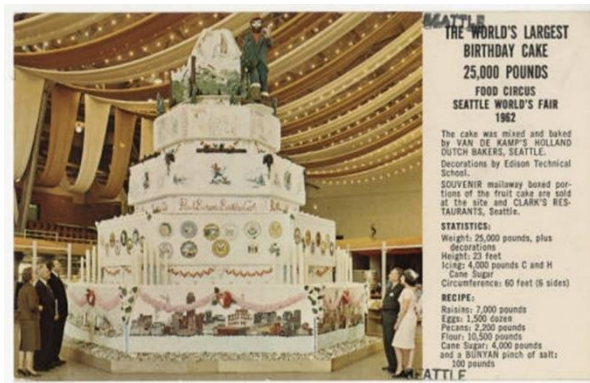 SEATTLE
THE WORLD'S LARGEST
BIRTHDAY CAKE
25,000 POUNDS
FOOD CIRCUS
SEATTLE WORLD'S FAIR
1962
The cake was mixed and baked
by VAN DE KAMP'S HOLLAND
DUTCH BAKERS, SEATTLE.
Decorations by Edison Technical
School.
SOUVENIR mailaway boxed por-
tions of the fruit cake are sold
at the site and CLARK'S RES-
TAURANTS, Seattle.
STATISTICS:
Weight: 25,000 pounds, plus
decorations
Height: 23 feet
Icing: 4,000 pounds C and H
Cane Sugar
Circumference: 60 feet (6 sides)
RECIPE:
Raisins: 7,000 pounds
Eggs: 1,500 dozen
Pecans: 2,200 pounds
Flour: 10,500 pounds
Cane Sugar: 4,000 pounds
and a BUNYAN pinch of salt:
100 pounds
SEATTLE